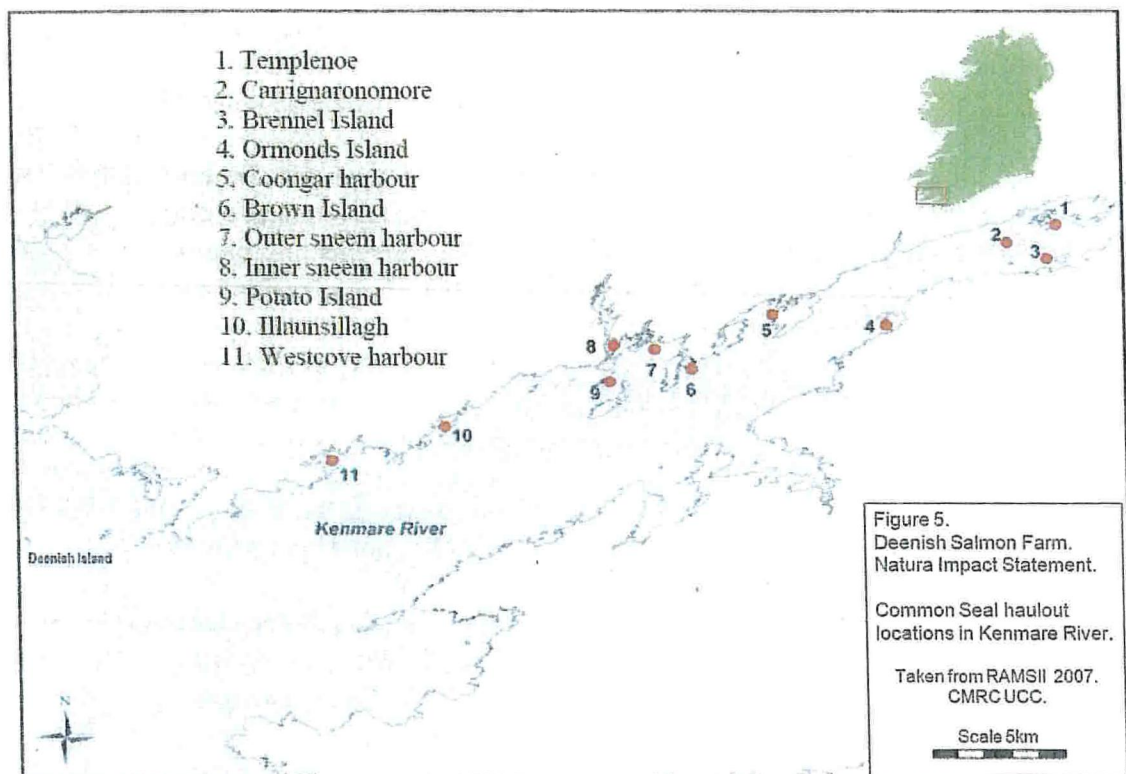 1. Templenoe
2. Carrignaronomore
3. Brennel Island
4. Ormonds Island
5. Coongar harbour
6. Brown Island
7. Outer sneem harbour
8. Inner sneem harbour
9. Potato Island
10. Illaunsillagh
11. Westcove harbour
1
2
3
4
5
8
7
6
9
10
11
Kenmare River
Deenish Island
N
Figure 5.
Deenish Salmon Farm.
Natura Impact Statement.
Common Seal haulout
locations in Kenmare River.
Taken from RAMSII 2007.
CMRC UCC.
Scale 5km